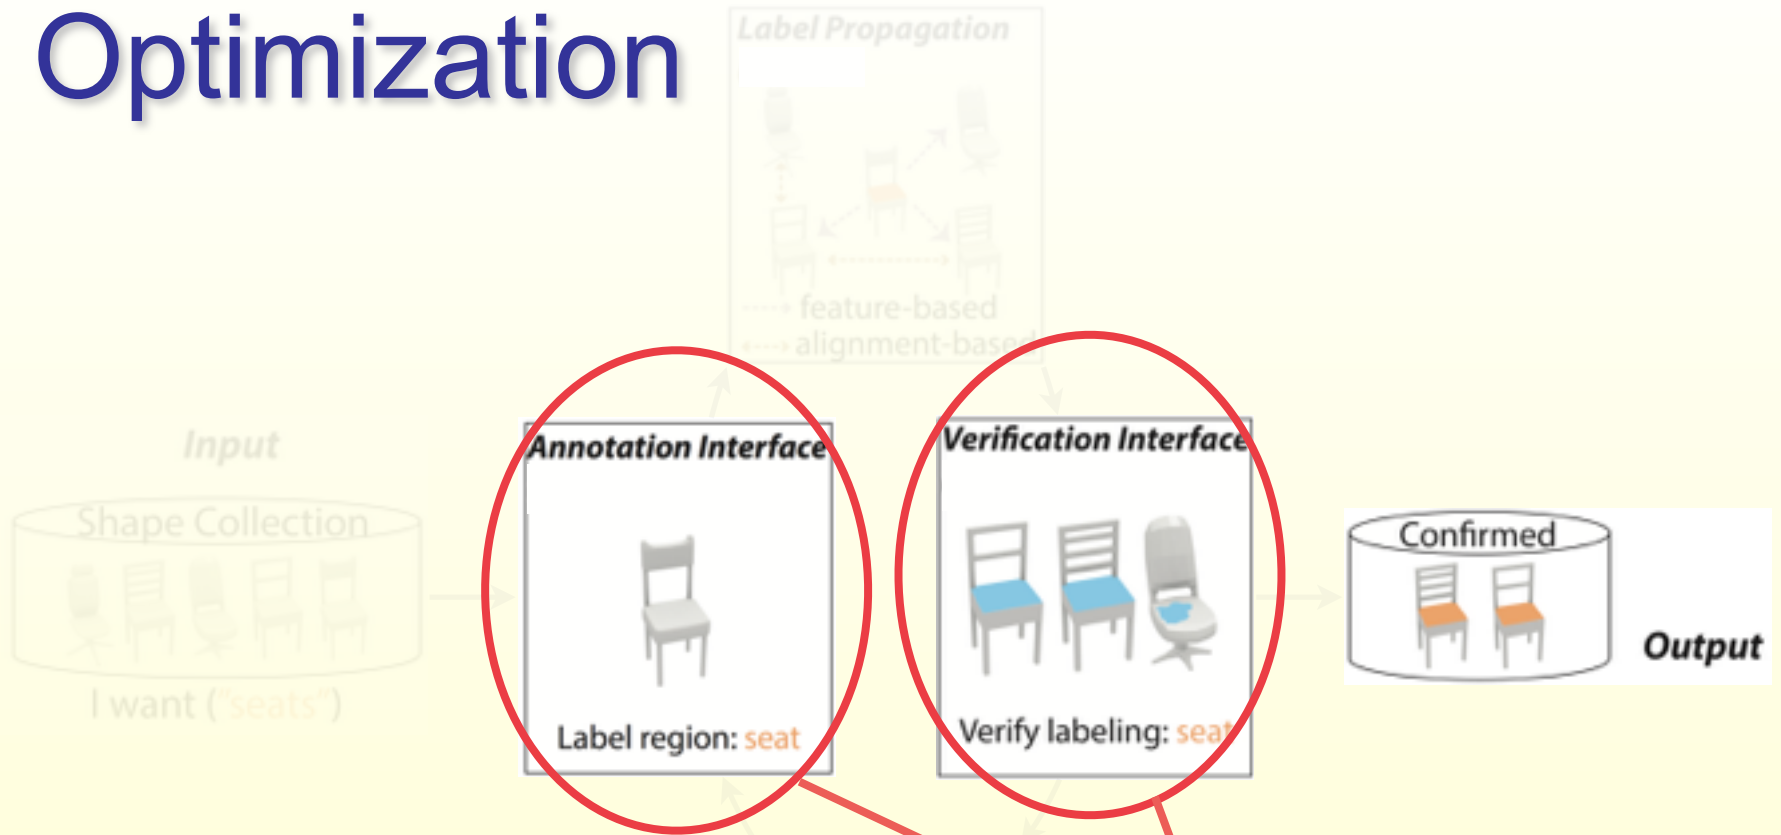 Optimization
Label Propagation
feature-based
alignment-based
Input
Shape Collection
I want ("seats")
Annotation Interface
Label region: seat
Verification Interface
Verify labeling: seat
Confirmed
Output